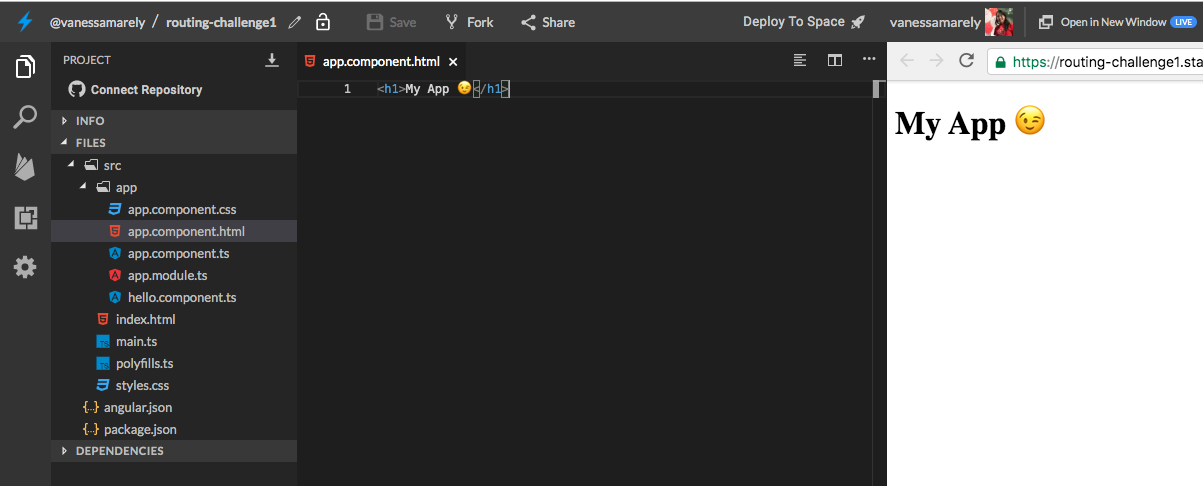 @vanessamarely / routing-challenge1 Save Fork Share Deploy To Space vanessamarely Open in New Window LIVE
PROJECT
Connect Repository
INFO
FILES
src
app
app.component.css
app.component.html
app.component.ts
app.module.ts
hello.component.ts
index.html
main.ts
polyfills.ts
styles.css
{..} angular.json
{..} package.json
DEPENDENCIES
app.component.html ×
1 <h1>My App 😉</h1>
https://routing-challenge1.sta
My App 😉